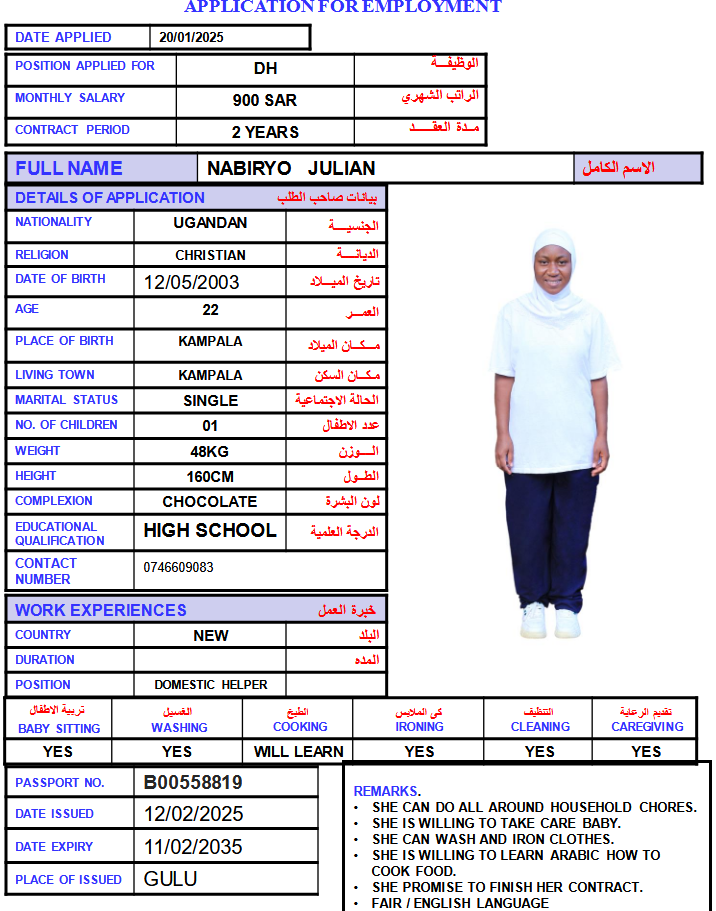 APPLICATION FOR EMPLOYMENT
DATE APPLIED 20/01/2025
POSITION APPLIED FOR DH الوظيفـــة
MONTHLY SALARY 900 SAR الراتب الشهري
CONTRACT PERIOD 2 YEARS مـدة العقــــد
FULL NAME NABIRYO JULIAN الاسم الكامل
DETAILS OF APPLICATION بيانات صاحب الطلب
NATIONALITY UGANDAN الجنسيــــة
RELIGION CHRISTIAN الديانــــة
DATE OF BIRTH 12/05/2003 تاريخ الميــلاد
AGE 22 العمـــر
PLACE OF BIRTH KAMPALA مـكــان الميلاد
LIVING TOWN KAMPALA مكـان السكن
MARITAL STATUS SINGLE الحالة الاجتماعية
NO. OF CHILDREN 01 عدد الاطفال
WEIGHT 48KG الـــوزن
HEIGHT 160CM الطــول
COMPLEXION CHOCOLATE لون البشرة
EDUCATIONAL QUALIFICATION HIGH SCHOOL الدرجة العلمية
CONTACT NUMBER 0746609083
WORK EXPERIENCES خبرة العمل
COUNTRY NEW البلد
DURATION المده
POSITION DOMESTIC HELPER
تربية الاطفال الغسيل الطبخ كى الملابس التنظيف تقديم الرعاية
BABY SITTING WASHING COOKING IRONING CLEANING CAREGIVING
YES YES WILL LEARN YES YES YES
PASSPORT NO. B00558819
DATE ISSUED 12/02/2025
DATE EXPIRY 11/02/2035
PLACE OF ISSUED GULU
REMARKS.
• SHE CAN DO ALL AROUND HOUSEHOLD CHORES.
• SHE IS WILLING TO TAKE CARE BABY.
• SHE CAN WASH AND IRON CLOTHES.
• SHE IS WILLING TO LEARN ARABIC HOW TO
COOK FOOD.
• SHE PROMISE TO FINISH HER CONTRACT.
• FAIR / ENGLISH LANGUAGE